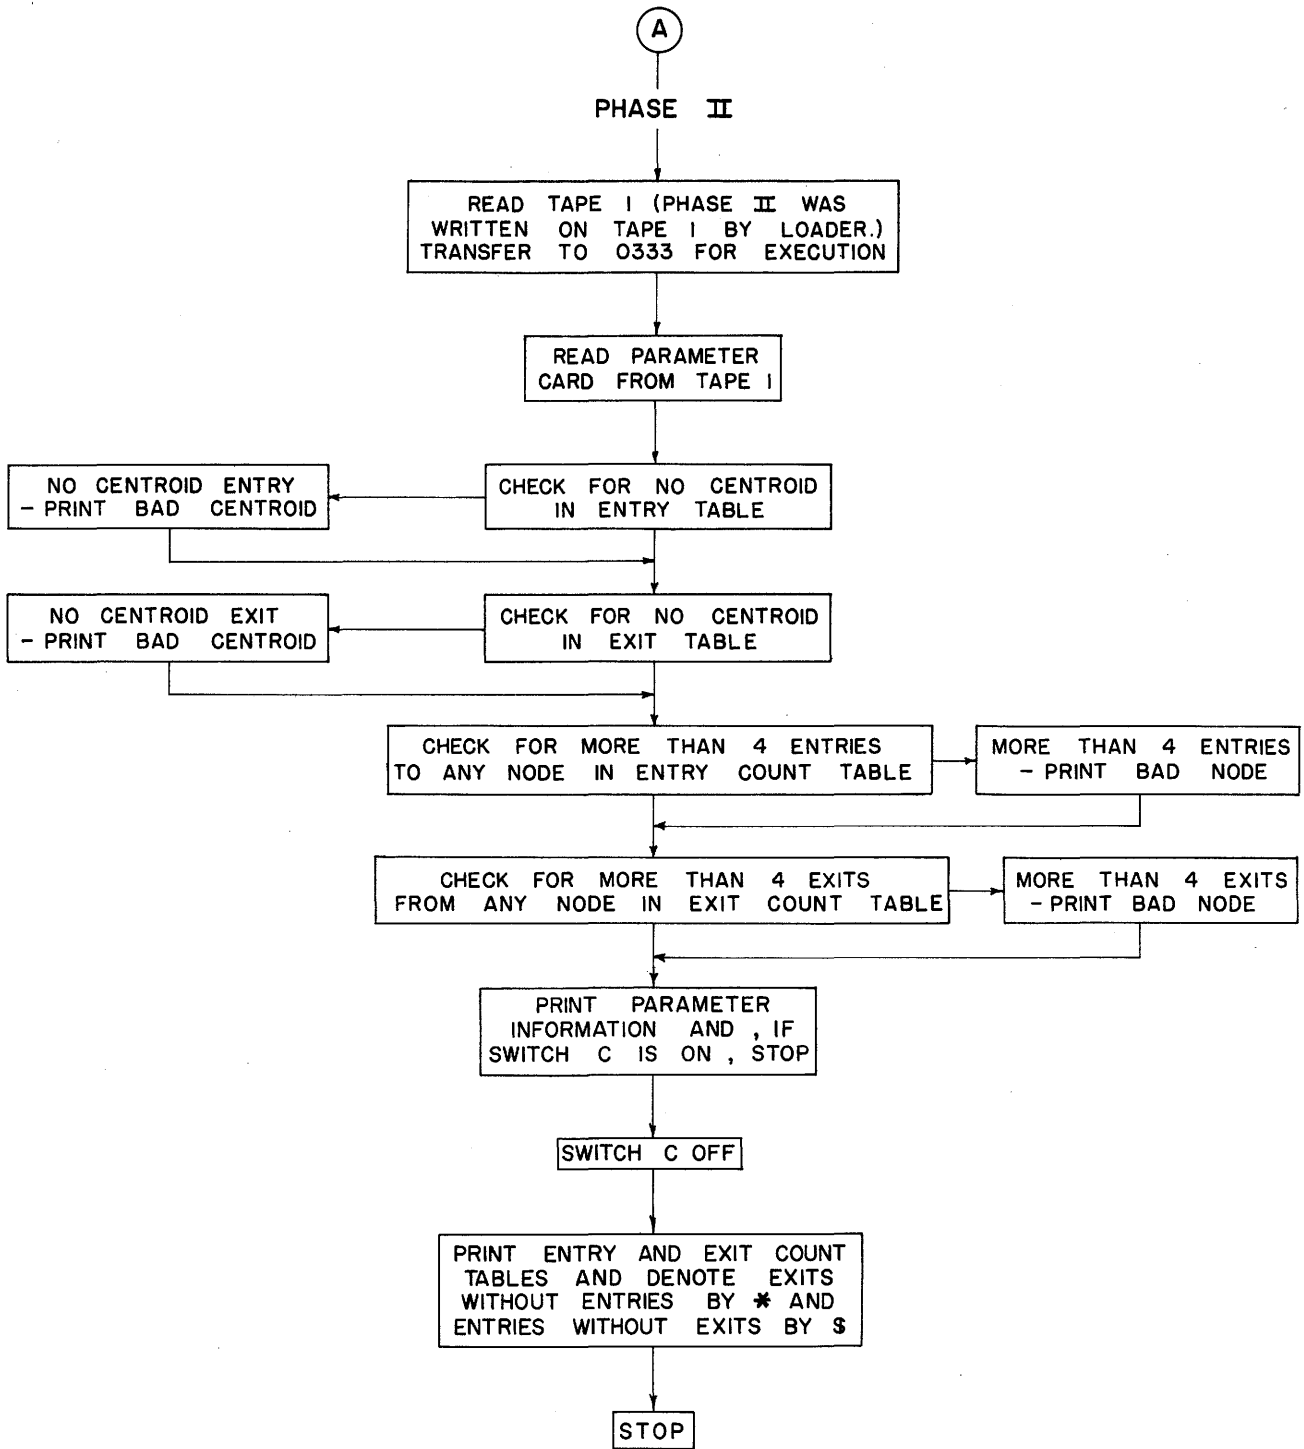 A
PHASE II
READ TAPE 1 (PHASE II WAS
WRITTEN ON TAPE 1 BY LOADER.)
TRANSFER TO 0333 FOR EXECUTION
READ PARAMETER
CARD FROM TAPE 1
NO CENTROID ENTRY
- PRINT BAD CENTROID
CHECK FOR NO CENTROID
IN ENTRY TABLE
NO CENTROID EXIT
- PRINT BAD CENTROID
CHECK FOR NO CENTROID
IN EXIT TABLE
CHECK FOR MORE THAN 4 ENTRIES
TO ANY NODE IN ENTRY COUNT TABLE
MORE THAN 4 ENTRIES
- PRINT BAD NODE
CHECK FOR MORE THAN 4 EXITS
FROM ANY NODE IN EXIT COUNT TABLE
MORE THAN 4 EXITS
- PRINT BAD NODE
PRINT PARAMETER
INFORMATION AND , IF
SWITCH C IS ON , STOP
SWITCH C OFF
PRINT ENTRY AND EXIT COUNT
TABLES AND DENOTE EXITS
WITHOUT ENTRIES BY * AND
ENTRIES WITHOUT EXITS BY $
STOP